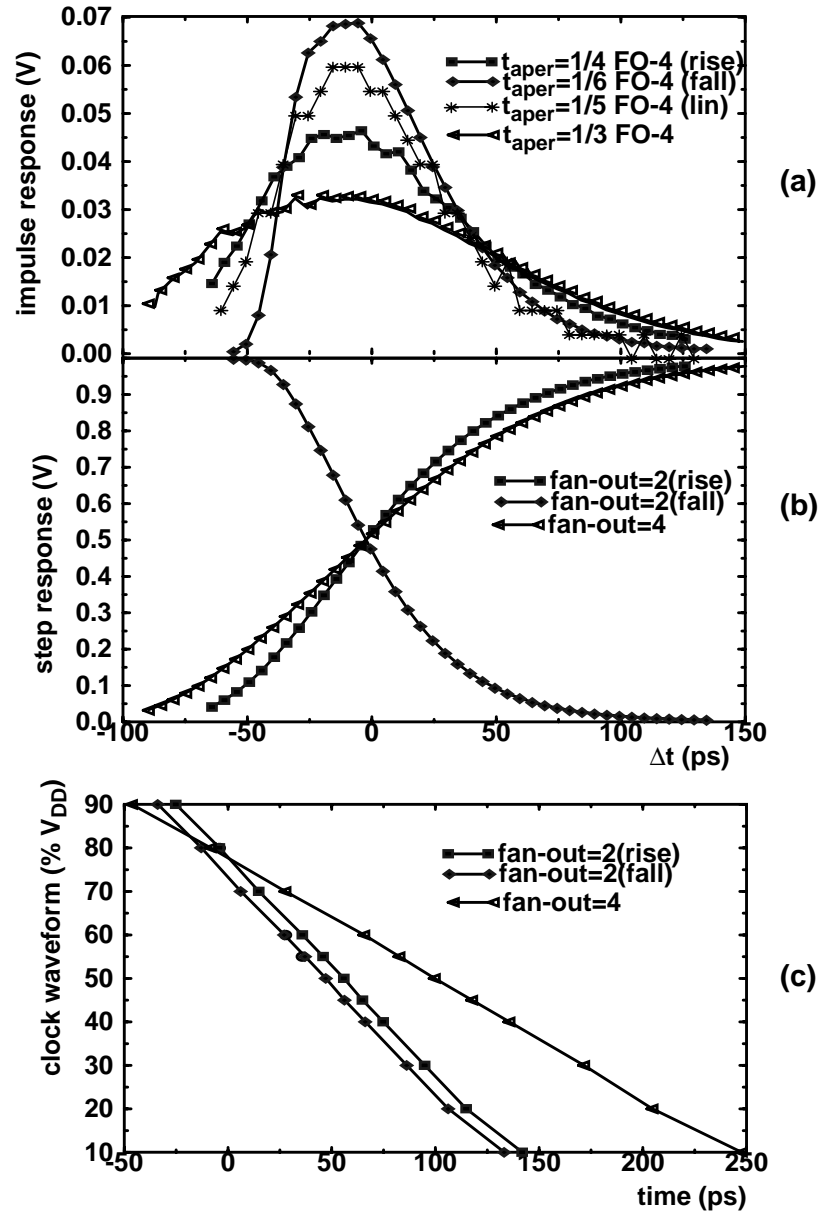 0.07
0.06
0.05
0.04
0.03
0.02
0.01
0.00
impulse response (V)
t_aper=1/4 FO-4 (rise)
t_aper=1/6 FO-4 (fall)
t_aper=1/5 FO-4 (lin)
t_aper=1/3 FO-4
(a)
0.9
0.8
0.7
0.6
0.5
0.4
0.3
0.2
0.1
0.0
step response (V)
fan-out=2(rise)
fan-out=2(fall)
fan-out=4
(b)
-100
-50
0
50
100
150
Δt (ps)
90
80
70
60
50
40
30
20
10
clock waveform (% V_DD)
fan-out=2(rise)
fan-out=2(fall)
fan-out=4
(c)
-50
0
50
100
150
200
250
time (ps)